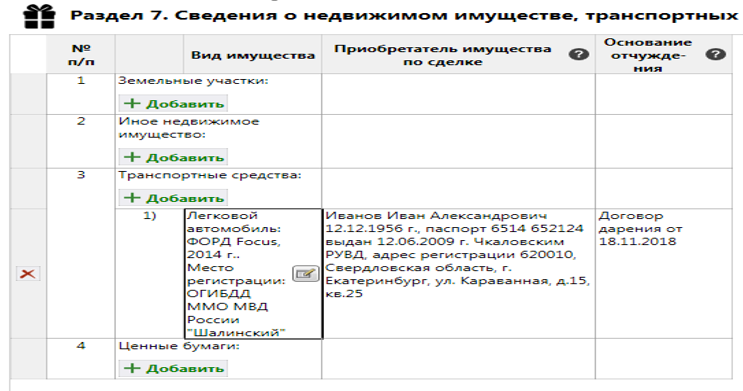 Раздел 7. Сведения о недвижимом имуществе, транспортных
№ п/п
Вид имущества
Приобретатель имущества
по сделке
?
Основание
отчужде-
ния
?
1
Земельные участки:
+ Добавить
2
Иное недвижимое
имущество:
+ Добавить
3
Транспортные средства:
+ Добавить
1)
Легковой
автомобиль:
ФОРД Focus,
2014 г..
Место
регистрации:
ОГИБДД
ММО МВД
России
"Шалинский"
Иванов Иван Александрович
12.12.1956 г., паспорт 6514 652124
выдан 12.06.2009 г. Чкаловским
РУВД, адрес регистрации 620010,
Свердловская область, г.
Екатеринбург, ул. Караванная, д.15,
кв.25
Договор
дарения от
18.11.2018
4
Ценные бумаги:
+ Добавить